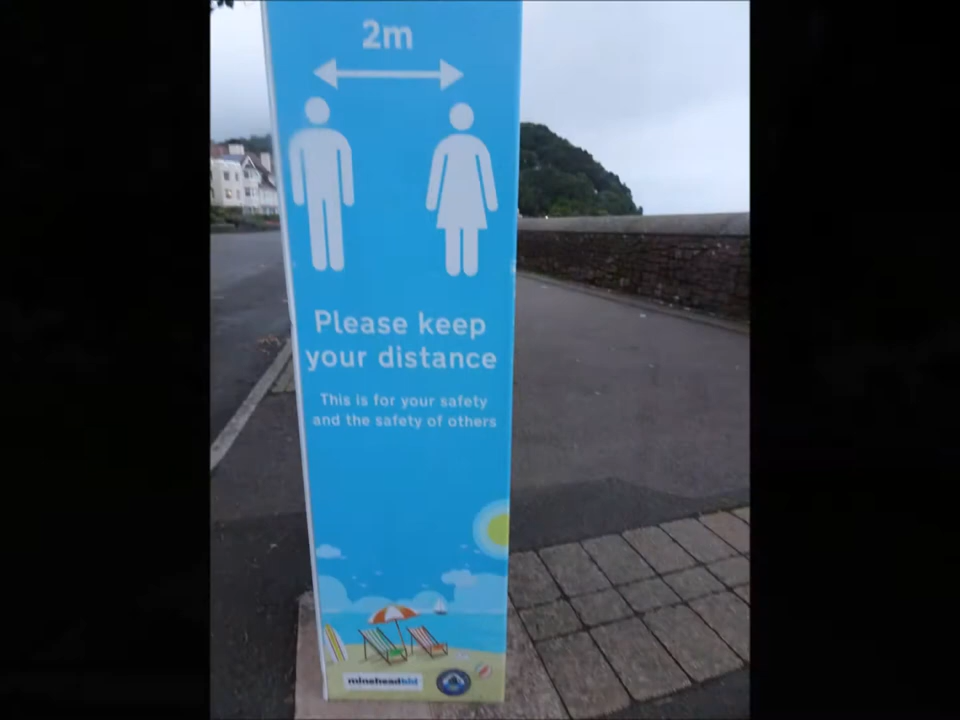 2m
Please keep
your distance
This is for your safety
and the safety of others
mineheadbid